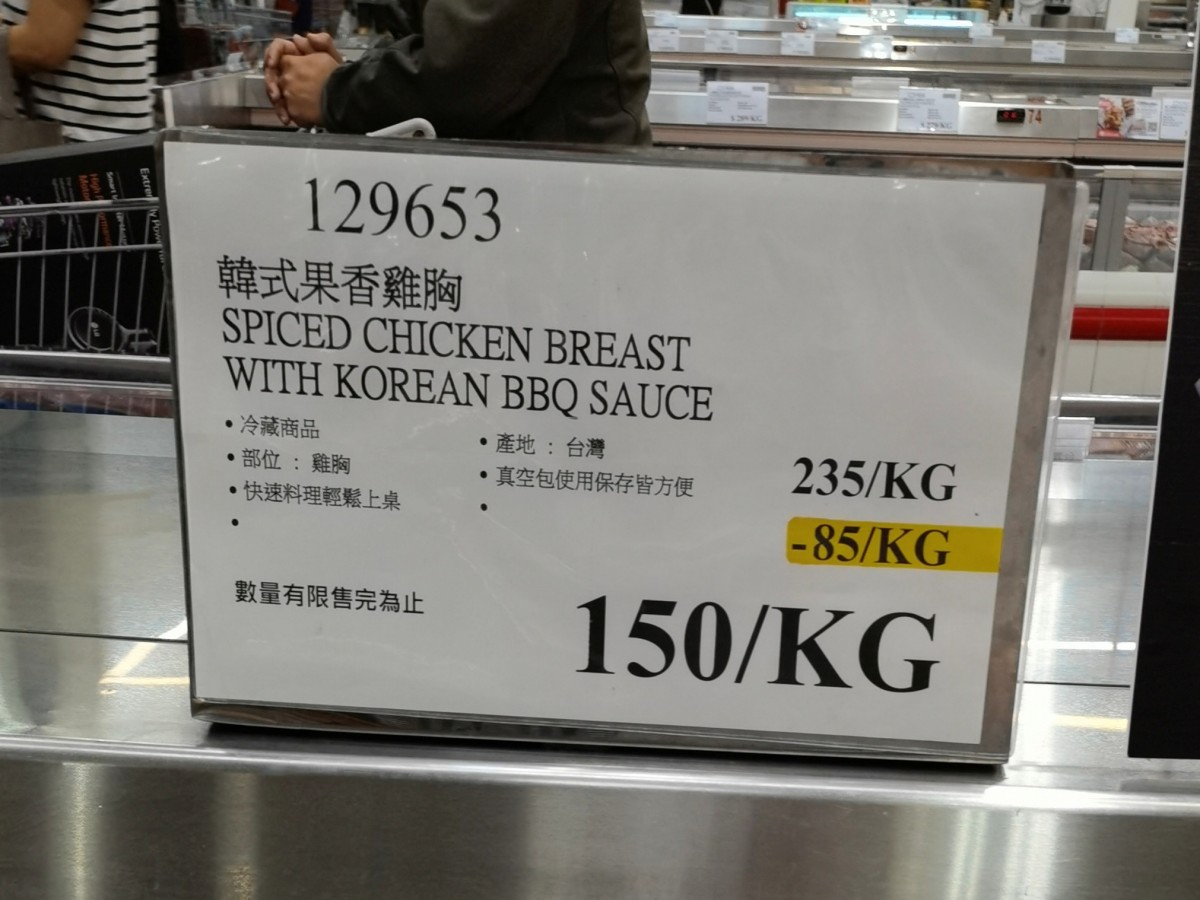 129653
韓式果香雞胸
SPICED CHICKEN BREAST
WITH KOREAN BBQ SAUCE
• 冷藏商品
• 部位 : 雞胸
• 快速料理輕鬆上桌
•
• 產地 : 台灣
• 真空包使用保存皆方便
•
235/KG
-85/KG
數量有限售完為止
150/KG
74